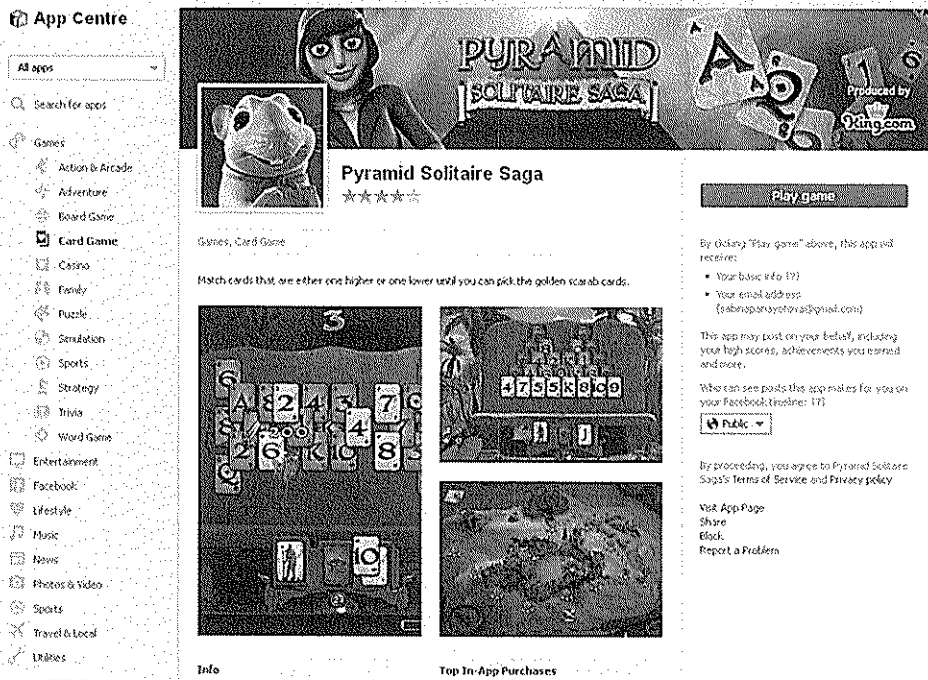 App Centre
All apps
Search for apps
Games
Action & Arcade
Adventure
Board Game
Card Game
Casino
Family
Puzzle
Simulation
Sports
Strategy
Trivia
Word Game
Entertainment
Facebook
Lifestyle
Music
News
Photos & Video
Sports
Travel & Local
Utilities
PYRAMID
SOLITAIRE SAGA
Produced by
King.com
Pyramid Solitaire Saga
Games, Card Game
Match cards that are either one higher or one lower until you can pick the golden scarab cards.
3
Info
Top In-App Purchases
Play game
By clicking "Play game" above, this app will
receive:
• Your basic info [?]
• Your email address
(sabinapanayotova@gmail.com)
This app may post on your behalf, including
your high scores, achievements you earned
and more.
Who can see posts this app makes for you on
your Facebook timeline: [?]
Public
By proceeding, you agree to Pyramid Solitaire
Saga's Terms of Service and Privacy policy
Visit App Page
Share
Block
Report a Problem